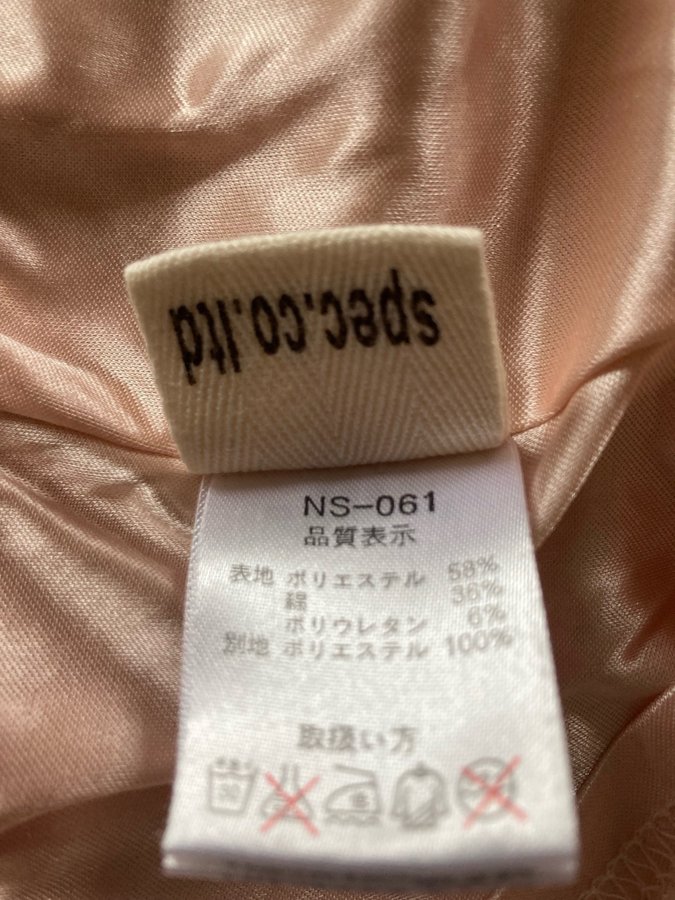 spec.co.ltd
NS-061
品質表示
表地 ポリエステル 58%
綿 36%
ポリウレタン 6%
別地 ポリエステル 100%
取扱い方